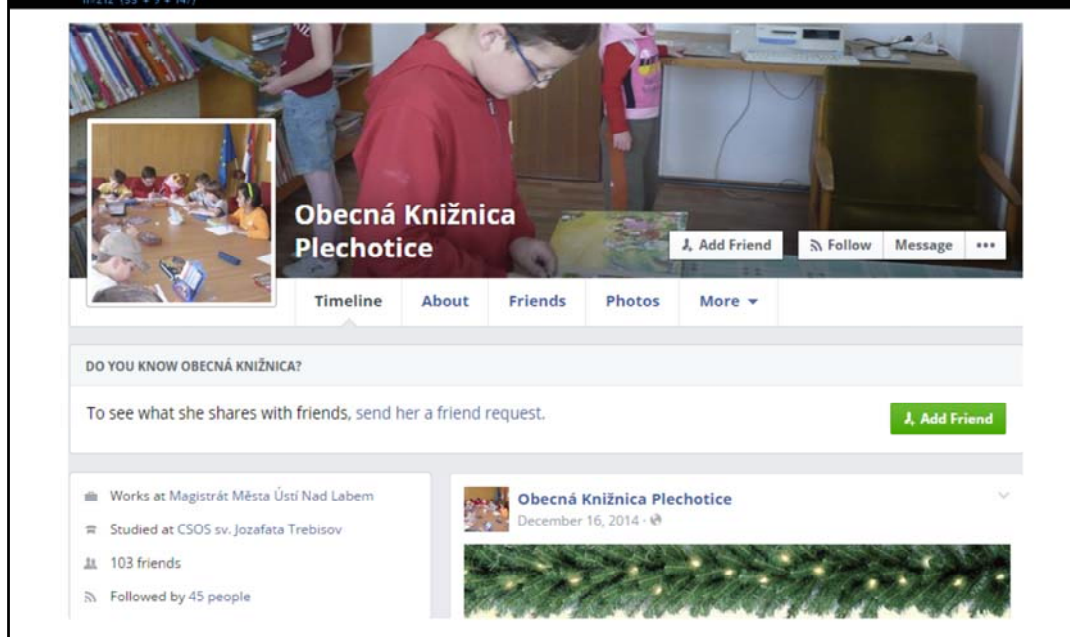 Obecná Knižnica
Plechotice
Add Friend
Follow
Message
Timeline
About
Friends
Photos
More
DO YOU KNOW OBECNÁ KNIŽNICA?
To see what she shares with friends, send her a friend request.
Add Friend
Works at Magistrát Města Ústí Nad Labem
Studied at CSOS sv. Jozafata Trebisov
103 friends
Followed by 45 people
Obecná Knižnica Plechotice
December 16, 2014 ·